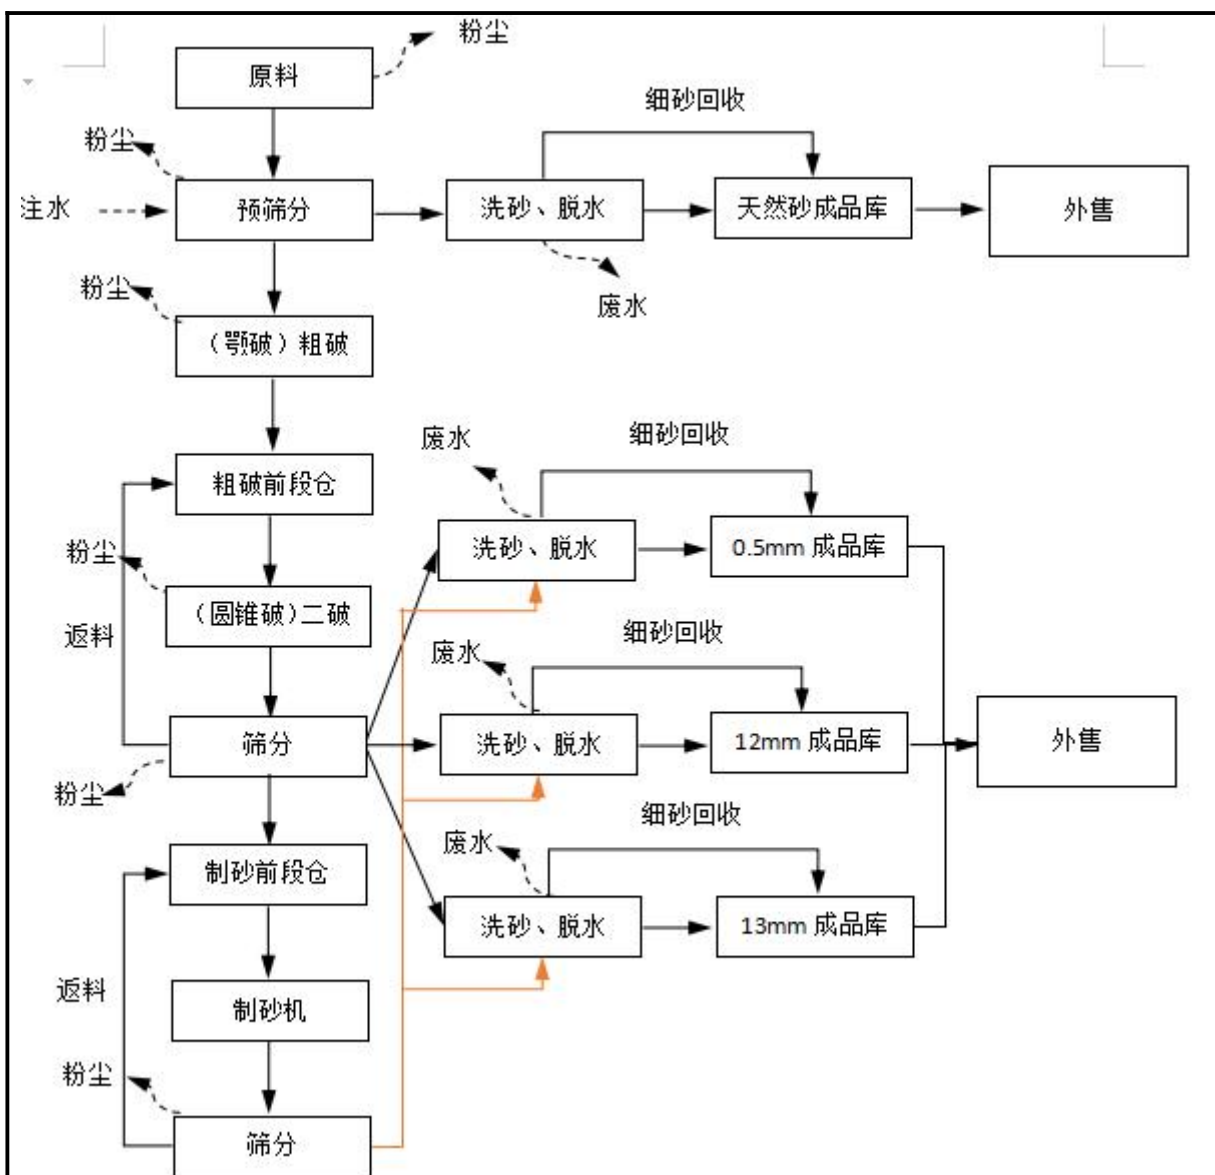 粉尘
原料
细砂回收
粉尘
注水
预筛分
洗砂、脱水
天然砂成品库
外售
粉尘
废水
（鄂破）粗破
废水
细砂回收
粗破前段仓
粉尘
洗砂、脱水
0.5mm 成品库
（圆锥破）二破
返料
细砂回收
废水
筛分
洗砂、脱水
12mm 成品库
外售
粉尘
细砂回收
废水
制砂前段仓
洗砂、脱水
13mm 成品库
返料
制砂机
粉尘
筛分